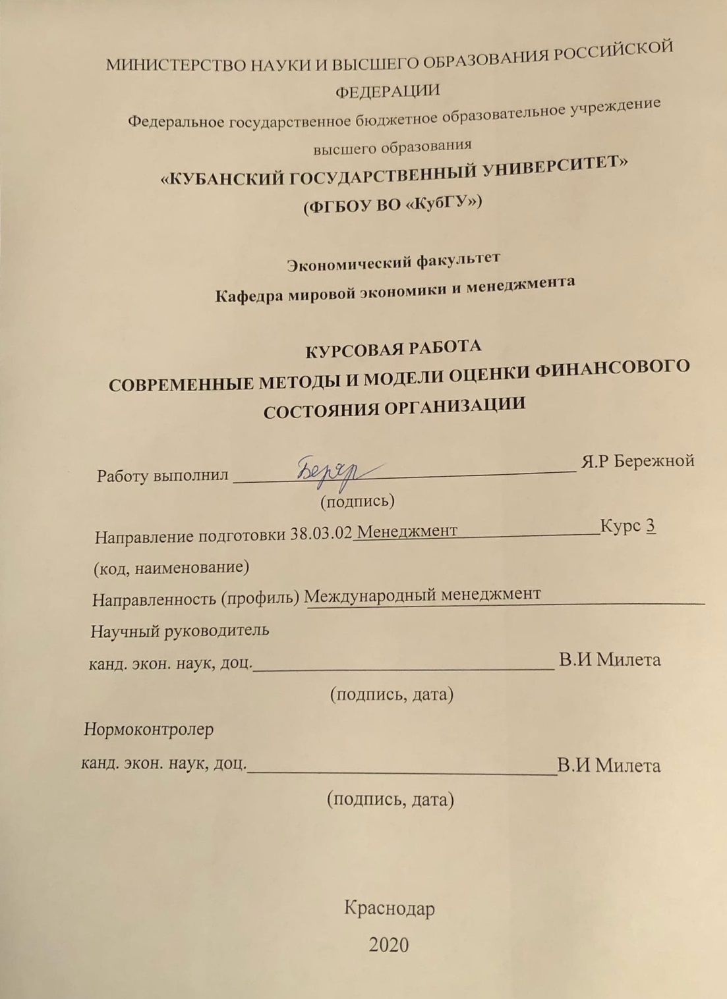 МИНИСТЕРСТВО НАУКИ И ВЫСШЕГО ОБРАЗОВАНИЯ РОССИЙСКОЙ
ФЕДЕРАЦИИ
Федеральное государственное бюджетное образовательное учреждение
высшего образования
«КУБАНСКИЙ ГОСУДАРСТВЕННЫЙ УНИВЕРСИТЕТ»
(ФГБОУ ВО «КубГУ»)
Экономический факультет
Кафедра мировой экономики и менеджмента
КУРСОВАЯ РАБОТА
СОВРЕМЕННЫЕ МЕТОДЫ И МОДЕЛИ ОЦЕНКИ ФИНАНСОВОГО
СОСТОЯНИЯ ОРГАНИЗАЦИИ
Работу выполнил Я.Р Бережной
(подпись)
Направление подготовки 38.03.02 Менеджмент Курс 3
(код, наименование)
Направленность (профиль) Международный менеджмент
Научный руководитель
канд. экон. наук, доц. В.И Милета
(подпись, дата)
Нормоконтролер
канд. экон. наук, доц. В.И Милета
(подпись, дата)
Краснодар
2020